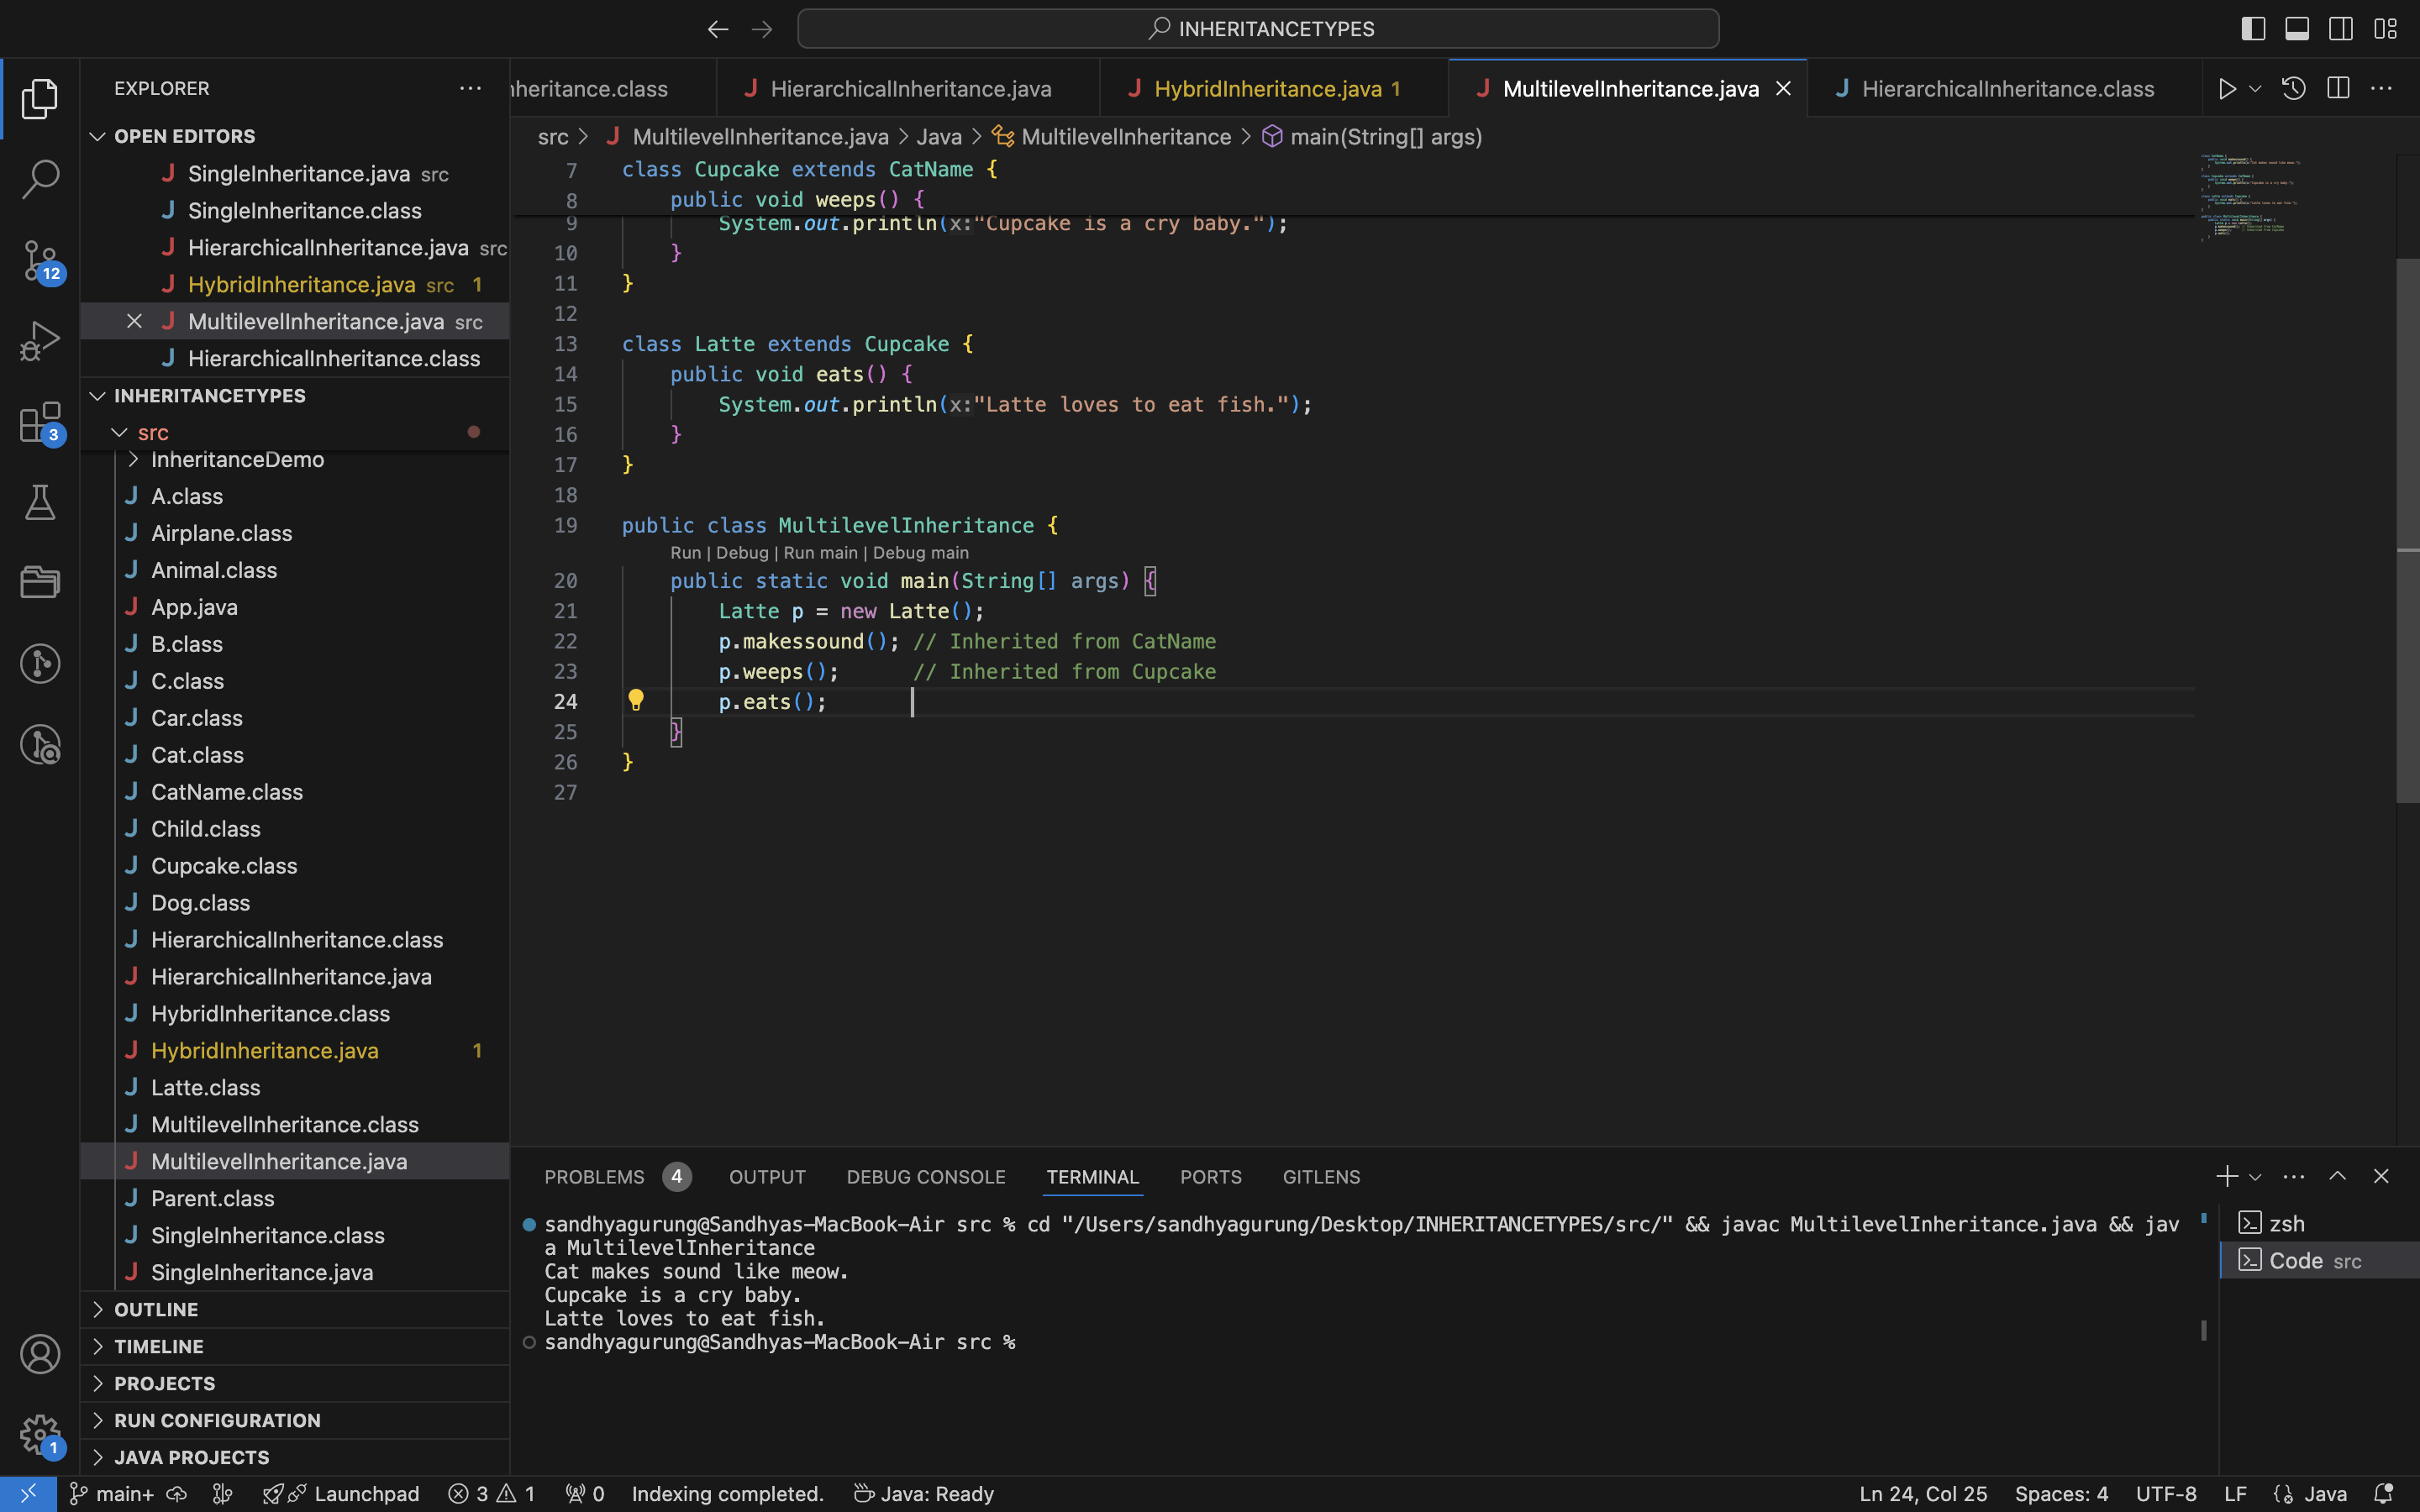 INHERITANCETYPES
EXPLORER
OPEN EDITORS
SingleInheritance.java src
SingleInheritance.class
HierarchicalInheritance.java src
HybridInheritance.java src 1
MultilevelInheritance.java src
HierarchicalInheritance.class
INHERITANCETYPES
src
InheritanceDemo
A.class
Airplane.class
Animal.class
App.java
B.class
C.class
Car.class
Cat.class
CatName.class
Child.class
Cupcake.class
Dog.class
HierarchicalInheritance.class
HierarchicalInheritance.java
HybridInheritance.class
HybridInheritance.java 1
Latte.class
MultilevelInheritance.class
MultilevelInheritance.java
Parent.class
SingleInheritance.class
SingleInheritance.java
OUTLINE
TIMELINE
PROJECTS
RUN CONFIGURATION
JAVA PROJECTS
12
3
1
nheritance.class HierarchicalInheritance.java HybridInheritance.java 1 MultilevelInheritance.java HierarchicalInheritance.class
src > MultilevelInheritance.java > Java > MultilevelInheritance > main(String[] args)
7 class Cupcake extends CatName {
8 public void weeps() {
9 System.out.println(x:"Cupcake is a cry baby.");
10 }
11 }
12
13 class Latte extends Cupcake {
14 public void eats() {
15 System.out.println(x:"Latte loves to eat fish.");
16 }
17 }
18
19 public class MultilevelInheritance {
Run | Debug | Run main | Debug main
20 public static void main(String[] args) {
21 Latte p = new Latte();
22 p.makessound(); // Inherited from CatName
23 p.weeps(); // Inherited from Cupcake
24 p.eats();
25 }
26 }
27
PROBLEMS 4 OUTPUT DEBUG CONSOLE TERMINAL PORTS GITLENS
sandhyagurung@Sandhyas-MacBook-Air src % cd "/Users/sandhyagurung/Desktop/INHERITANCETYPES/src/" && javac MultilevelInheritance.java && jav
a MultilevelInheritance
Cat makes sound like meow.
Cupcake is a cry baby.
Latte loves to eat fish.
sandhyagurung@Sandhyas-MacBook-Air src %
zsh
Code src
main+ Launchpad 3 1 0 Indexing completed. Java: Ready Ln 24, Col 25 Spaces: 4 UTF-8 LF Java